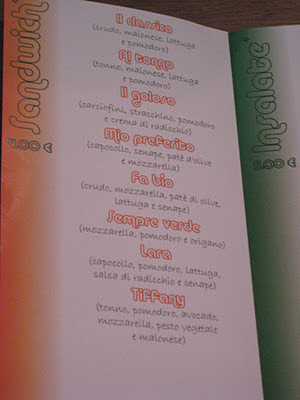 Sandwich
4.00 €
Il classico
(crudo, maionese, lattuga
e pomodoro)
Al tonno
(tonno, maionese, lattuga
e pomodoro)
Il goloso
(carciofini, stracchino, pomodoro
e crema di radicchio)
Mio preferito
(capocollo, senape, patè d'olive
e mozzarella)
Fa bio
(crudo, mozzarella, patè di olive,
lattuga e senape)
Sempre verde
(mozzarella, pomodoro e origano)
Lara
(capocollo, pomodoro, lattuga,
salsa di radicchio e senape)
Tiffany
(tonno, pomodoro, avocado,
mozzarella, pesto vegetale
e maionese)
Insalate
5.00 €